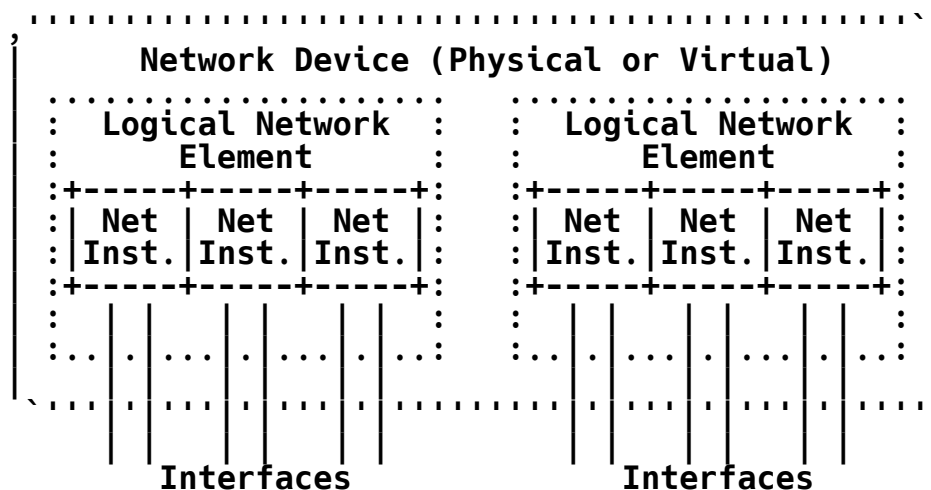 Network Device (Physical or Virtual)
Logical Network Logical Network
Element Element
Net Net Net Net Net Net
Inst. Inst. Inst. Inst. Inst. Inst.
Interfaces Interfaces